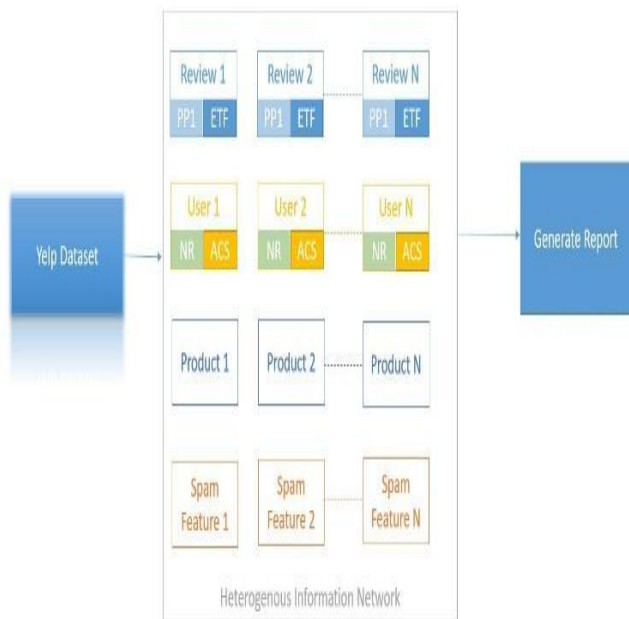 Review 1
PP1 ETF
Review 2
PP1 ETF
Review N
PP1 ETF
Yelp Dataset
User 1
NR ACS
User 2
NR ACS
User N
NR ACS
Generate Report
Product 1
Product 2
Product N
Spam
Feature 1
Spam
Feature 2
Spam
Feature N
Heterogenous Information Network